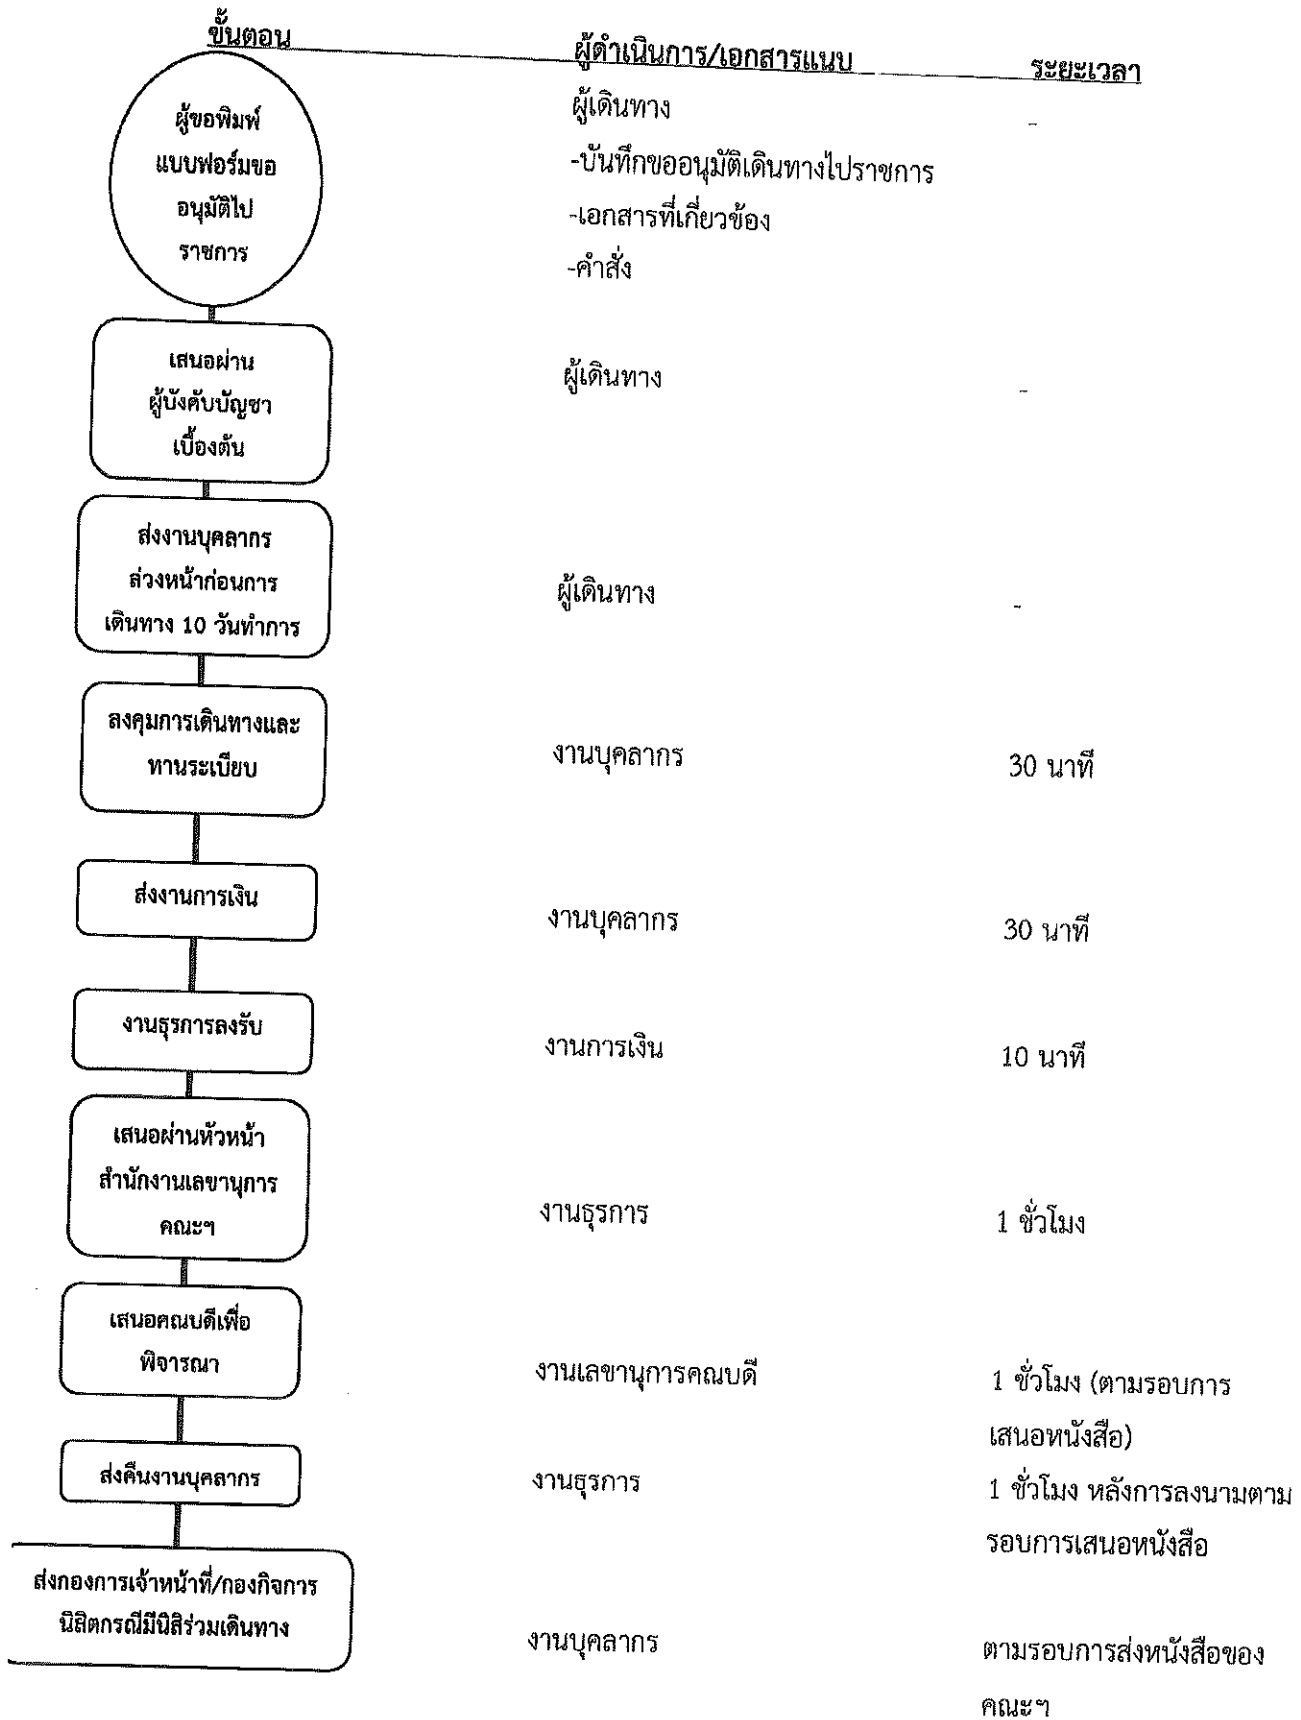 ขั้นตอน ผู้ดำเนินการ/เอกสารแนบ ระยะเวลา
ผู้ขอพิมพ์
แบบฟอร์มขอ
อนุมัติไป
ราชการ
ผู้เดินทาง -
-บันทึกขออนุมัติเดินทางไปราชการ
-เอกสารที่เกี่ยวข้อง
-คำสั่ง
เสนอผ่าน
ผู้บังคับบัญชา
เบื้องต้น
ผู้เดินทาง -
ส่งงานบุคลากร
ล่วงหน้าก่อนการ
เดินทาง 10 วันทำการ
ผู้เดินทาง -
ลงคุมการเดินทางและ
ทานระเบียบ
งานบุคลากร 30 นาที
ส่งงานการเงิน
งานบุคลากร 30 นาที
งานธุรการลงรับ
งานการเงิน 10 นาที
เสนอผ่านหัวหน้า
สำนักงานเลขานุการ
คณะฯ
งานธุรการ 1 ชั่วโมง
เสนอคณบดีเพื่อ
พิจารณา
งานเลขานุการคณบดี 1 ชั่วโมง (ตามรอบการ
เสนอหนังสือ)
ส่งคืนงานบุคลากร
งานธุรการ 1 ชั่วโมง หลังการลงนามตาม
รอบการเสนอหนังสือ
ส่งกองการเจ้าหน้าที่/กองกิจการ
นิสิตกรณีมีนิสิร่วมเดินทาง
งานบุคลากร ตามรอบการส่งหนังสือของ
คณะฯ